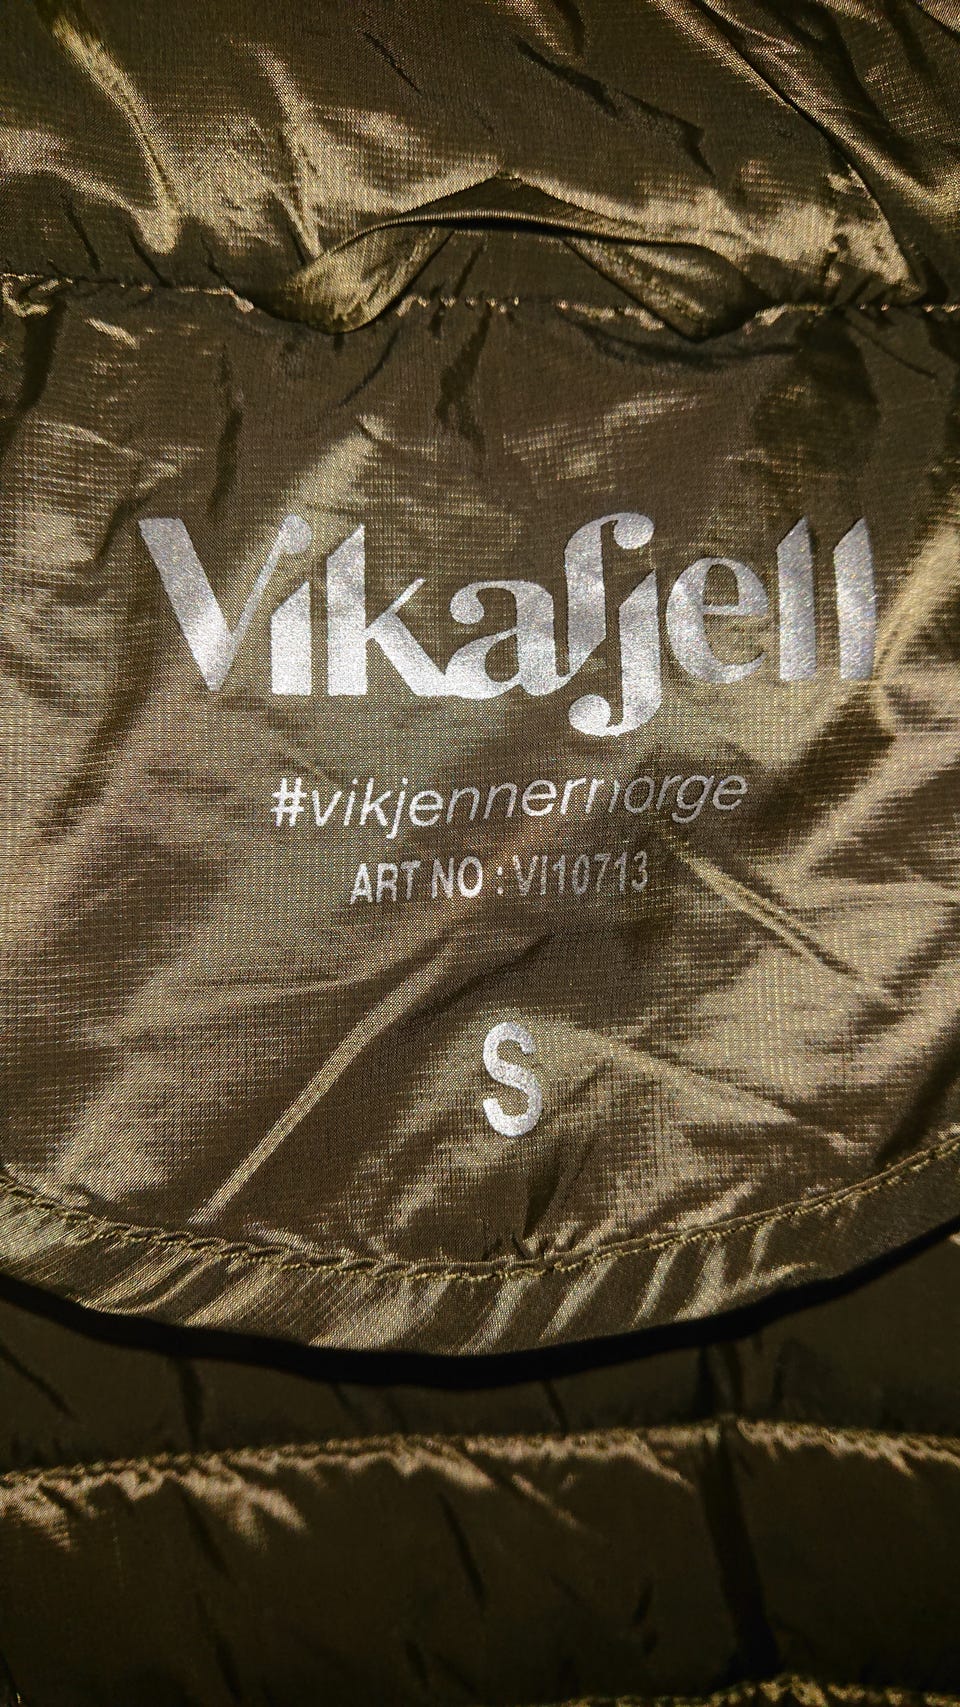 Vikafjell
#vikjennernorge
ART NO : VI10713
S